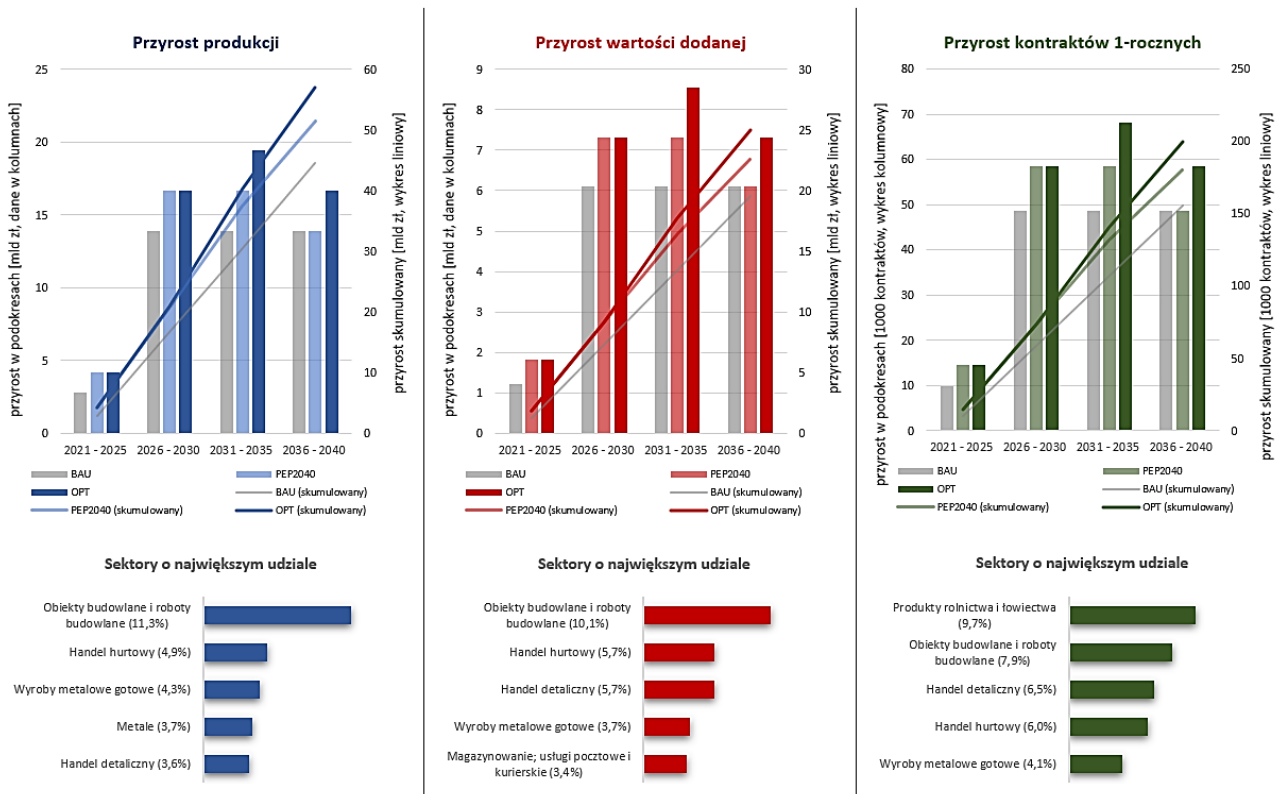 Przyrost produkcji
przyrost w podokresach [mld zł, dane w kolumnach]
25
20
15
10
5
0
60
50
40
30
20
10
0
przyrost skumulowany [mld zł, wykres liniowy]
2021 - 2025 2026 - 2030 2031 - 2035 2036 - 2040
BAU PEP2040
OPT BAU (skumulowany)
PEP2040 (skumulowany) OPT (skumulowany)
Sektory o największym udziale
Obiekty budowlane i roboty
budowlane (11,3%)
Handel hurtowy (4,9%)
Wyroby metalowe gotowe (4,3%)
Metale (3,7%)
Handel detaliczny (3,6%)
Przyrost wartości dodanej
przyrost w podokresach [mld zł, dane w kolumnach]
9
8
7
6
5
4
3
2
1
0
30
25
20
15
10
5
0
przyrost skumulowany [mld zł, wykres liniowy]
2021 - 2025 2026 - 2030 2031 - 2035 2036 - 2040
BAU PEP2040
OPT BAU (skumulowany)
PEP2040 (skumulowany) OPT (skumulowany)
Sektory o największym udziale
Obiekty budowlane i roboty
budowlane (10,1%)
Handel hurtowy (5,7%)
Handel detaliczny (5,7%)
Wyroby metalowe gotowe (3,7%)
Magazynowanie; usługi pocztowe i
kurierskie (3,4%)
Przyrost kontraktów 1-rocznych
przyrost w podokresach [1000 kontraktów, wykres kolumnowy]
80
70
60
50
40
30
20
10
0
250
200
150
100
50
0
przyrost skumulowany [1000 kontraktów, wykres liniowy]
2021 - 2025 2026 - 2030 2031 - 2035 2036 - 2040
BAU PEP2040
OPT BAU (skumulowany)
PEP2040 (skumulowany) OPT (skumulowany)
Sektory o największym udziale
Produkty rolnictwa i łowiectwa
(9,7%)
Obiekty budowlane i roboty
budowlane (7,9%)
Handel detaliczny (6,5%)
Handel hurtowy (6,0%)
Wyroby metalowe gotowe (4,1%)